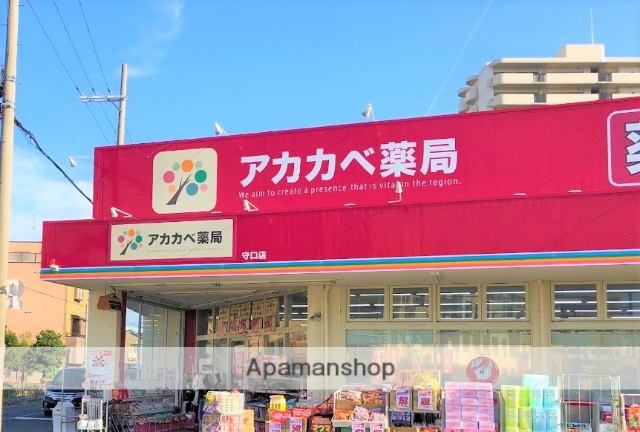 アカカベ薬局
We aim to create a presence that is vital in the region.
薬
アカカベ薬局
守口店
Apamanshop